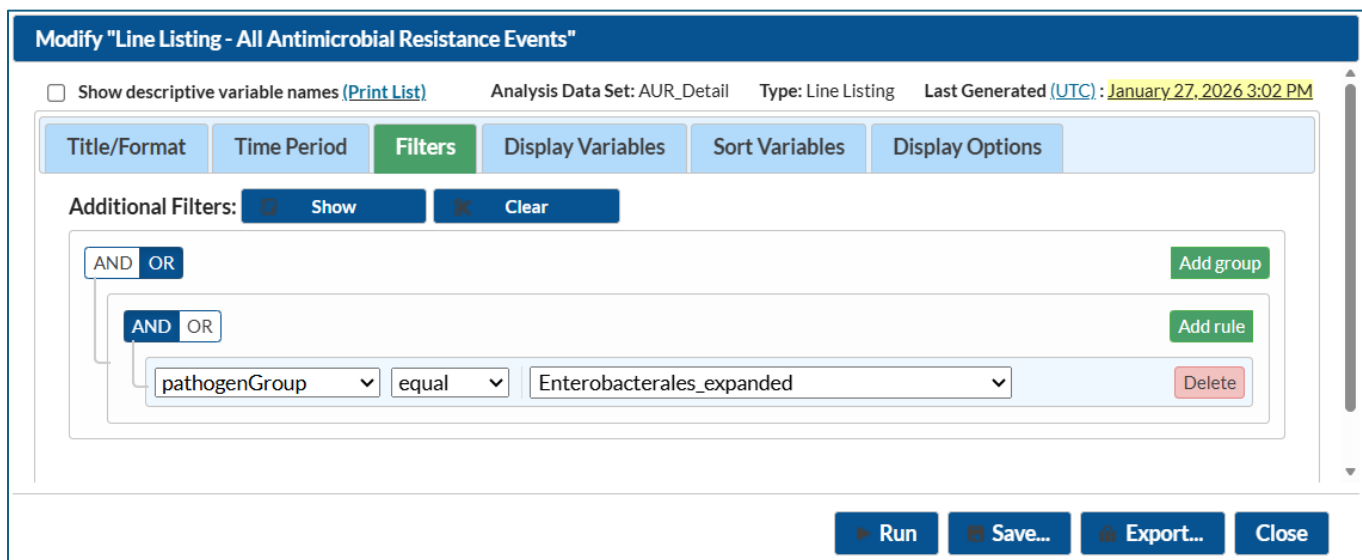 Modify "Line Listing - All Antimicrobial Resistance Events"
Show descriptive variable names (Print List) Analysis Data Set: AUR_Detail Type: Line Listing Last Generated (UTC) : January 27, 2026 3:02 PM
Title/Format Time Period Filters Display Variables Sort Variables Display Options
Additional Filters: Show Clear
AND OR Add group
AND OR Add rule
pathogenGroup equal Enterobacterales_expanded Delete
Run Save... Export... Close